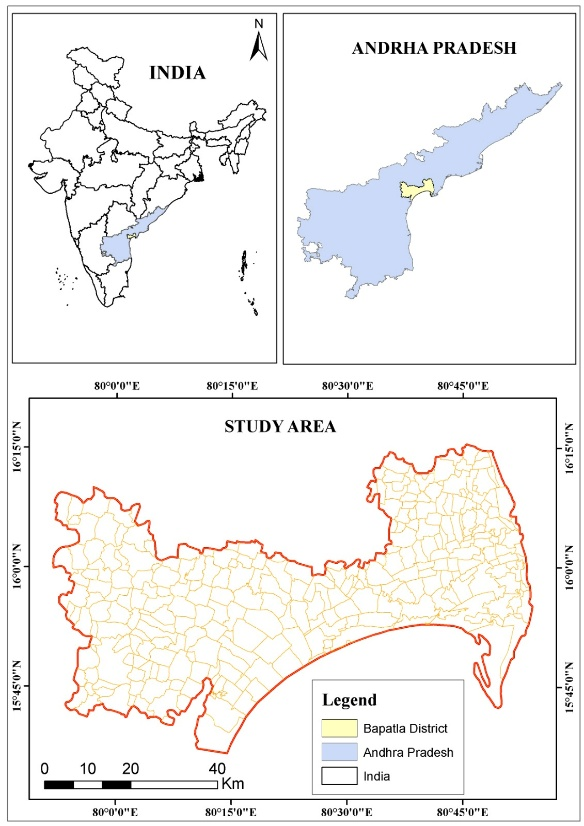 N
INDIA
ANDRHA PRADESH
80°0'0"E 80°15'0"E 80°30'0"E 80°45'0"E
STUDY AREA
16°15'0"N 16°15'0"N
16°0'0"N 16°0'0"N
15°45'0"N 15°45'0"N
Legend
Bapatla District
Andhra Pradesh
India
0 10 20 40
Km
80°0'0"E 80°15'0"E 80°30'0"E 80°45'0"E